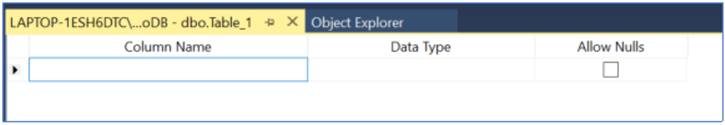 LAPTOP-1ESH6DTC\...oDB - dbo.Table_1 Object Explorer
Column Name Data Type Allow Nulls